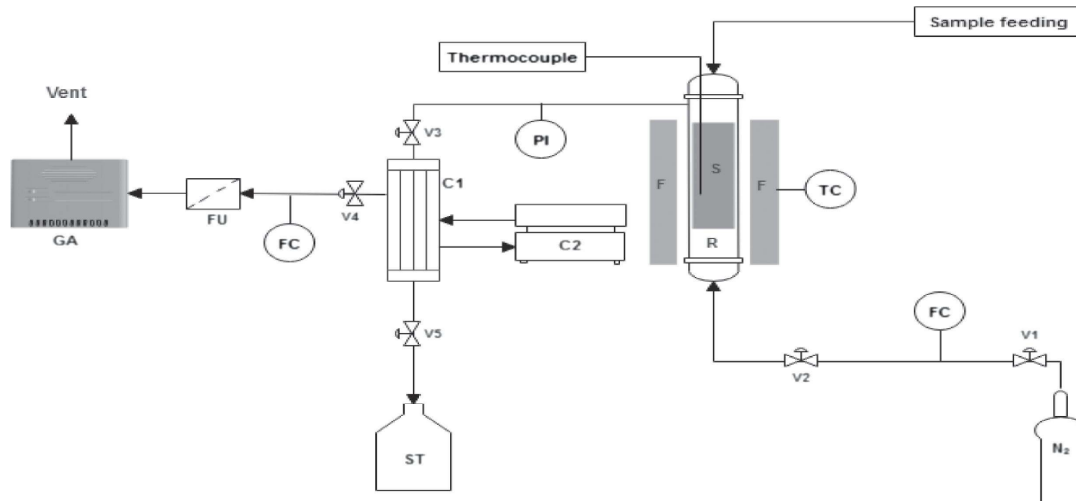 Sample feeding
Thermocouple
Vent
V3
PI
C1
S
F
F
TC
V4
FU
GA
FC
C2
R
V5
FC
V1
V2
ST
N₂